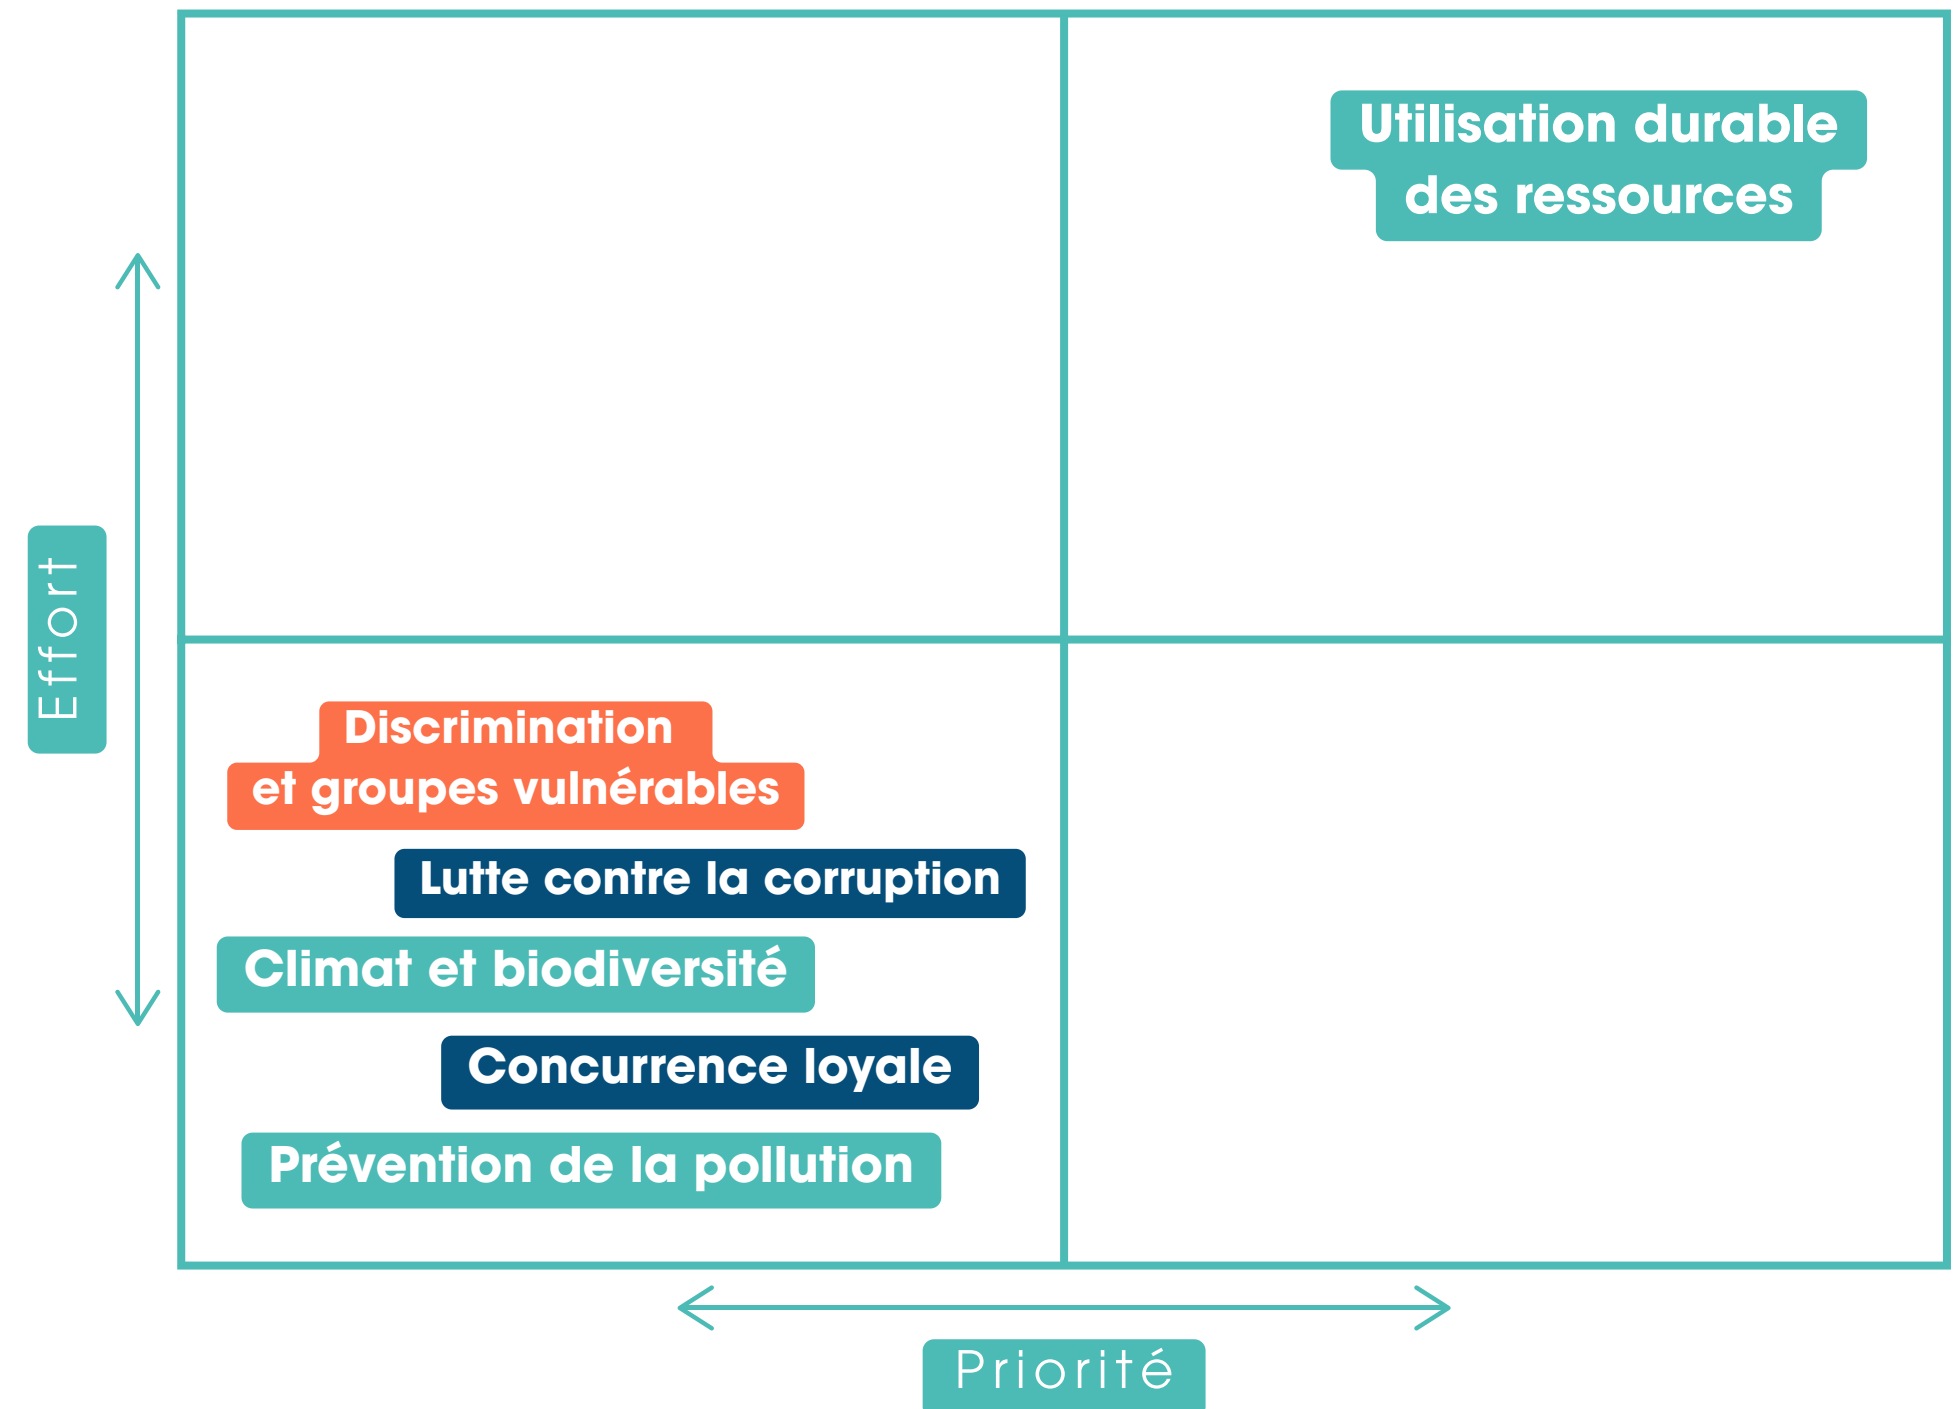 Utilisation durable
des ressources
Effort
Discrimination
et groupes vulnérables
Lutte contre la corruption
Climat et biodiversité
Concurrence loyale
Prévention de la pollution
Priorité